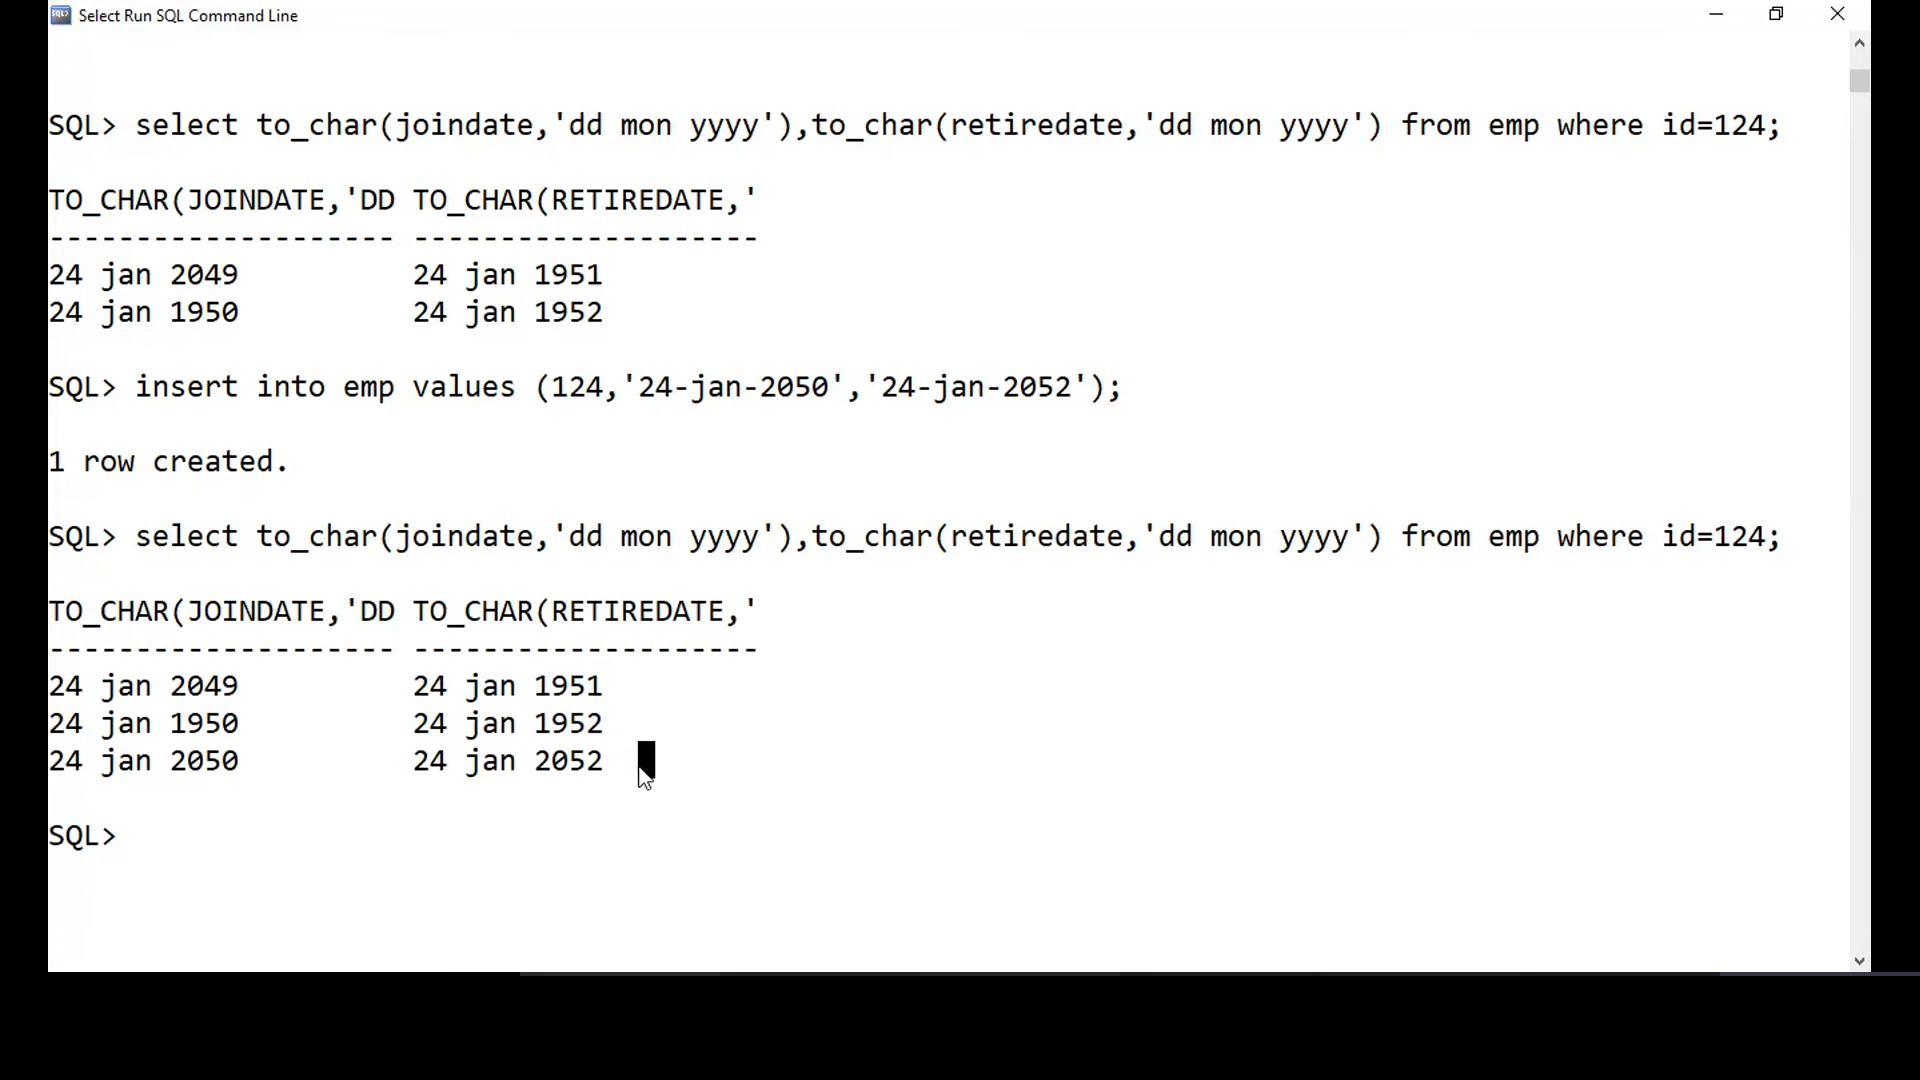 Select Run SQL Command Line
SQL> select to_char(joindate,'dd mon yyyy'),to_char(retiredate,'dd mon yyyy') from emp where id=124;
TO_CHAR(JOINDATE,'DD TO_CHAR(RETIREDATE,'
-------------------- --------------------
24 jan 2049          24 jan 1951
24 jan 1950          24 jan 1952
SQL> insert into emp values (124,'24-jan-2050','24-jan-2052');
1 row created.
SQL> select to_char(joindate,'dd mon yyyy'),to_char(retiredate,'dd mon yyyy') from emp where id=124;
TO_CHAR(JOINDATE,'DD TO_CHAR(RETIREDATE,'
-------------------- --------------------
24 jan 2049          24 jan 1951
24 jan 1950          24 jan 1952
24 jan 2050          24 jan 2052
SQL>